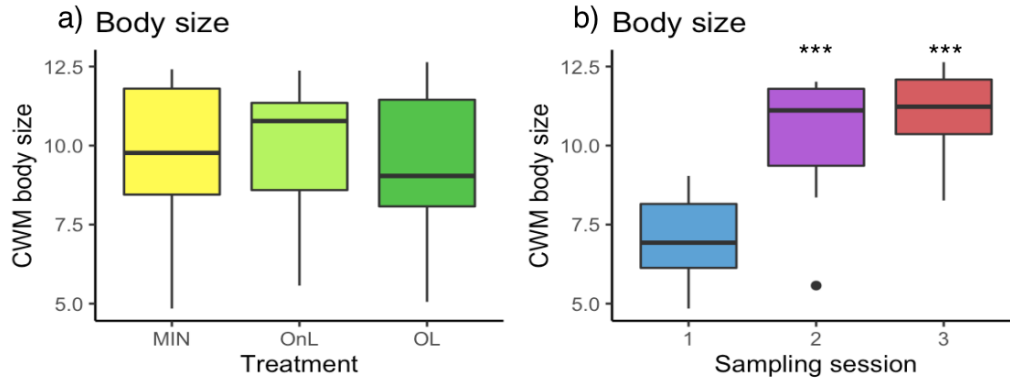 a) Body size
CWM body size
12.5
10.0
7.5
5.0
MIN OnL OL
Treatment
b) Body size
CWM body size
12.5
10.0
7.5
5.0
*** ***
1 2 3
Sampling session